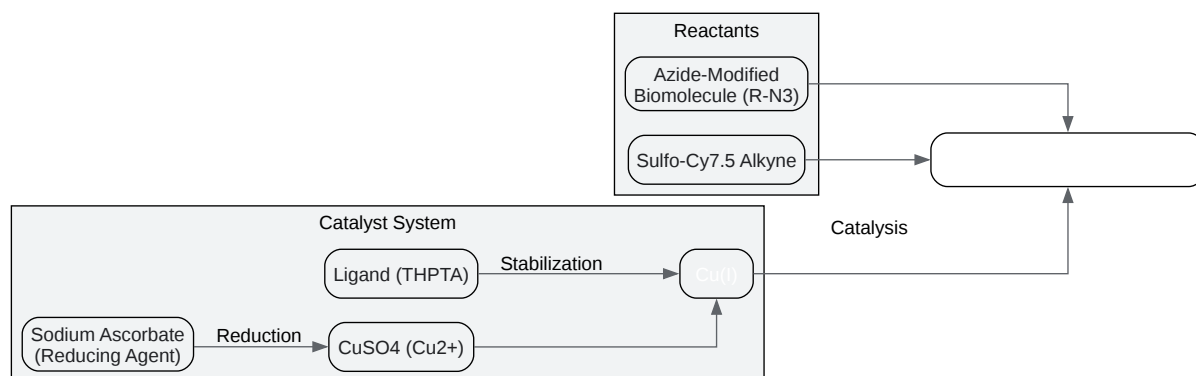 Reactants
Azide-Modified
Biomolecule (R-N3)
Sulfo-Cy7.5 Alkyne
Catalyst System
Catalysis
Ligand (THPTA)
Stabilization
Cu(I)
Sodium Ascorbate
(Reducing Agent)
Reduction
CuSO4 (Cu2+)